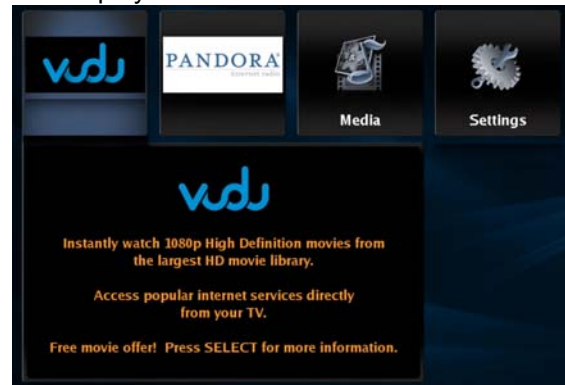 vudu
PANDORA
internet radio
Media
Settings
vudu
Instantly watch 1080p High Definition movies from
the largest HD movie library.
Access popular internet services directly
from your TV.
Free movie offer! Press SELECT for more information.